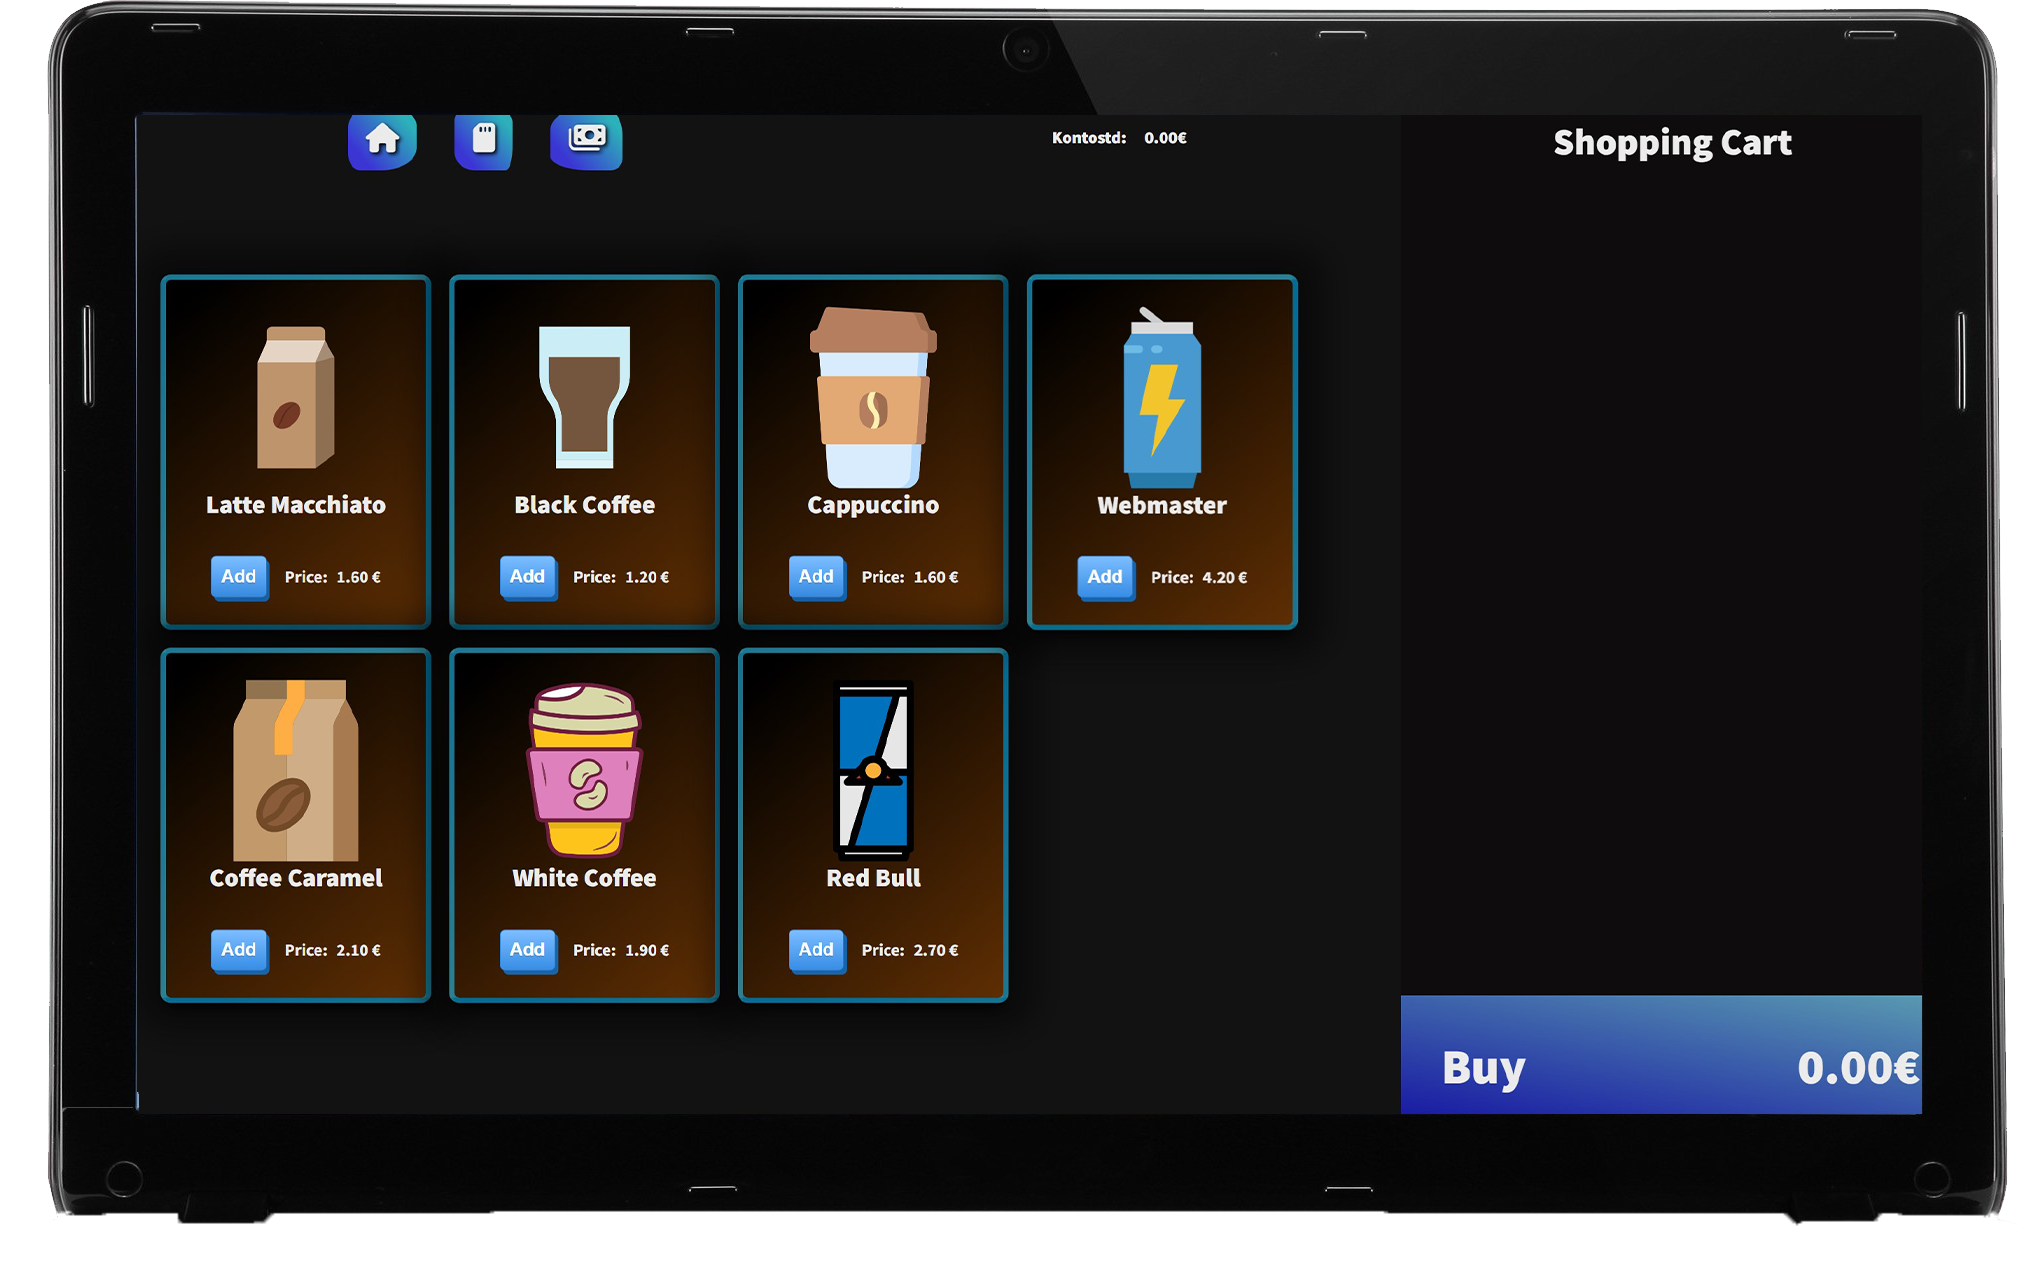 Kontostd: 0.00€
Shopping Cart
Latte Macchiato
Add Price: 1.60 €
Black Coffee
Add Price: 1.20 €
Cappuccino
Add Price: 1.60 €
Webmaster
Add Price: 4.20 €
Coffee Caramel
Add Price: 2.10 €
White Coffee
Add Price: 1.90 €
Red Bull
Add Price: 2.70 €
Buy 0.00€